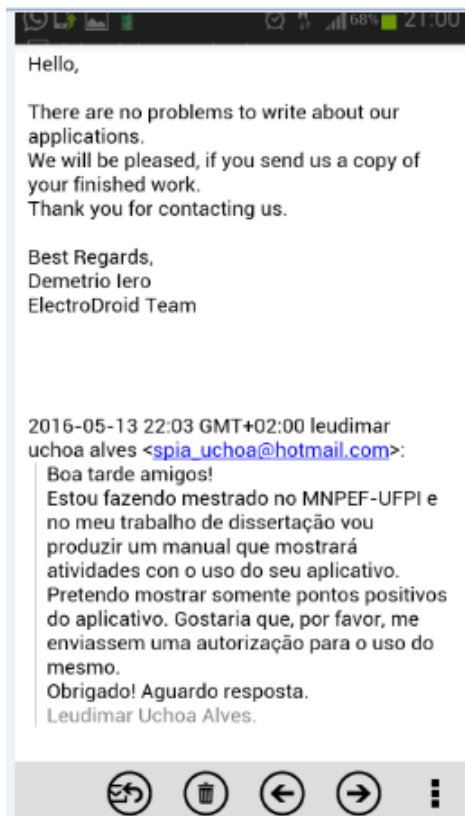 68% 21:00
Hello,
There are no problems to write about our
applications.
We will be pleased, if you send us a copy of
your finished work.
Thank you for contacting us.
Best Regards,
Demetrio Iero
ElectroDroid Team
2016-05-13 22:03 GMT+02:00 leudimar
uchoa alves <spia_uchoa@hotmail.com>:
Boa tarde amigos!
Estou fazendo mestrado no MNPEF-UFPI e
no meu trabalho de dissertação vou
produzir um manual que mostrará
atividades con o uso do seu aplicativo.
Pretendo mostrar somente pontos positivos
do aplicativo. Gostaria que, por favor, me
enviassem uma autorização para o uso do
mesmo.
Obrigado! Aguardo resposta.
Leudimar Uchoa Alves.